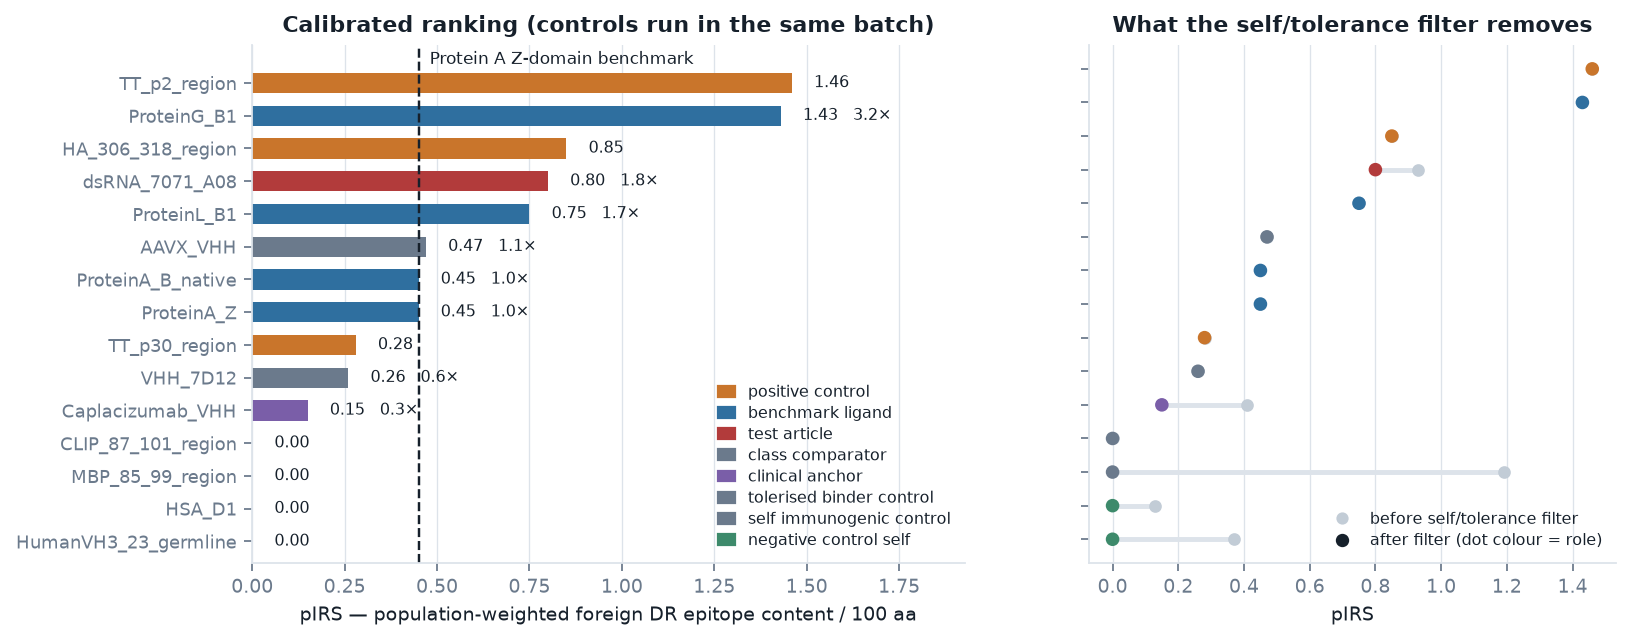 Calibrated ranking (controls run in the same batch)
Protein A Z-domain benchmark
TT_p2_region 1.46
ProteinG_B1 1.43 3.2×
HA_306_318_region 0.85
dsRNA_7071_A08 0.80 1.8×
ProteinL_B1 0.75 1.7×
AAVX_VHH 0.47 1.1×
ProteinA_B_native 0.45 1.0×
ProteinA_Z 0.45 1.0×
TT_p30_region 0.28
VHH_7D12 0.26 0.6×
Caplacizumab_VHH 0.15 0.3×
CLIP_87_101_region 0.00
MBP_85_99_region 0.00
HSA_D1 0.00
HumanVH3_23_germline 0.00
positive control
benchmark ligand
test article
class comparator
clinical anchor
tolerised binder control
self immunogenic control
negative control self
0.00 0.25 0.50 0.75 1.00 1.25 1.50 1.75
pIRS — population-weighted foreign DR epitope content / 100 aa
What the self/tolerance filter removes
before self/tolerance filter
after filter (dot colour = role)
0.0 0.2 0.4 0.6 0.8 1.0 1.2 1.4
pIRS